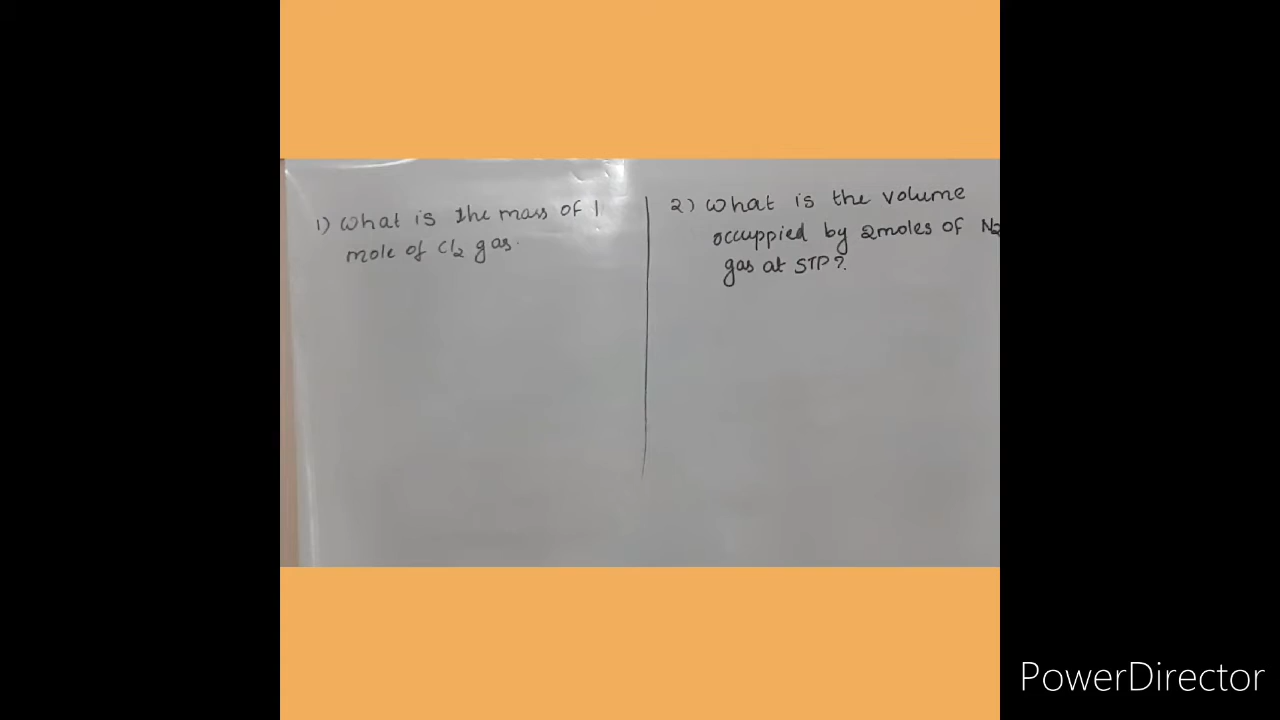 1) What is the mass of 1
mole of Cl2 gas.
2) What is the volume
occuppied by 2moles of N2
gas at STP?
PowerDirector